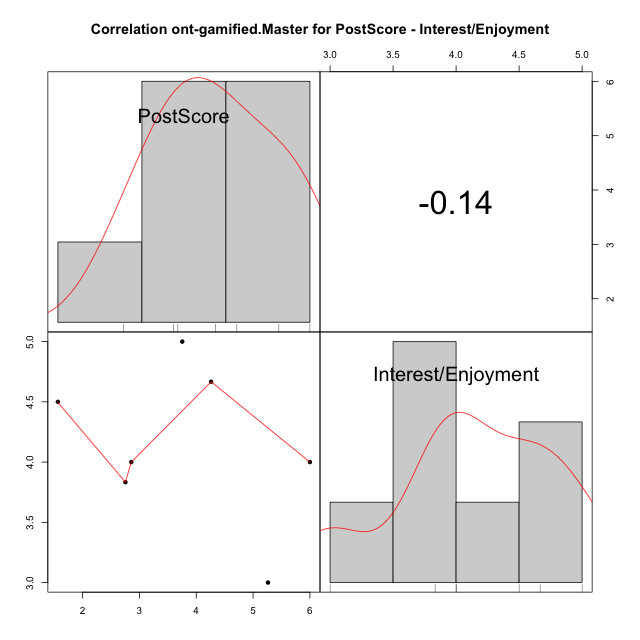 Correlation ont-gamified.Master for PostScore - Interest/Enjoyment
3.0 3.5 4.0 4.5 5.0
PostScore
-0.14
6
5
4
3
2
5.0
4.5
4.0
3.5
3.0
Interest/Enjoyment
2 3 4 5 6